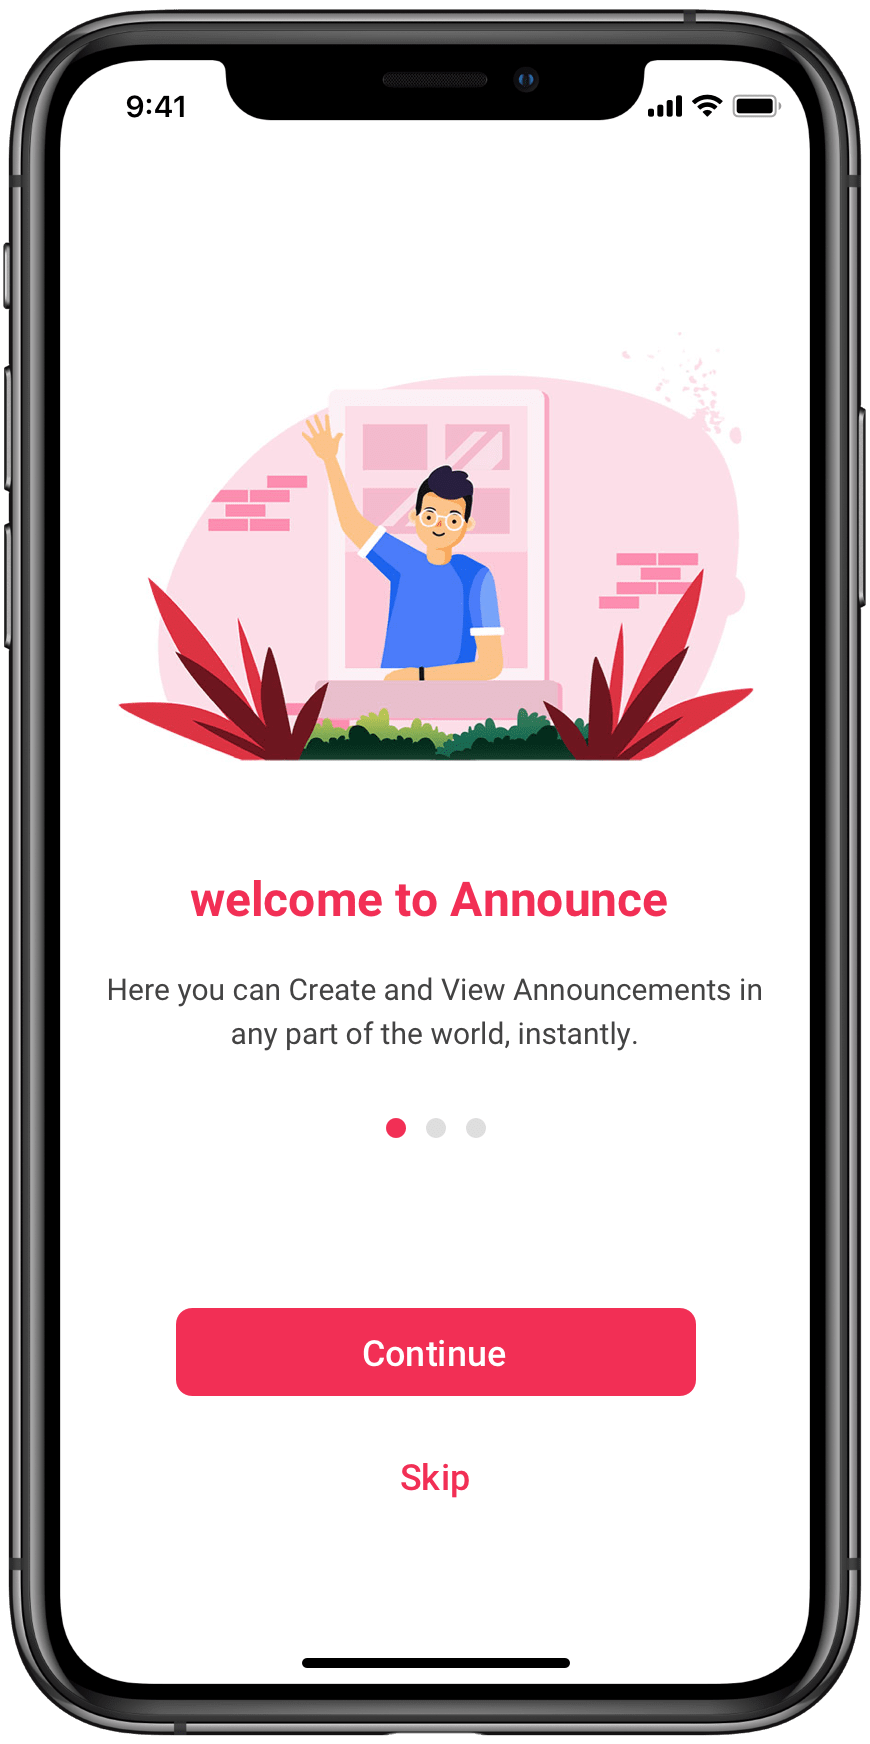 9:41
welcome to Announce
Here you can Create and View Announcements in
any part of the world, instantly.
Continue
Skip